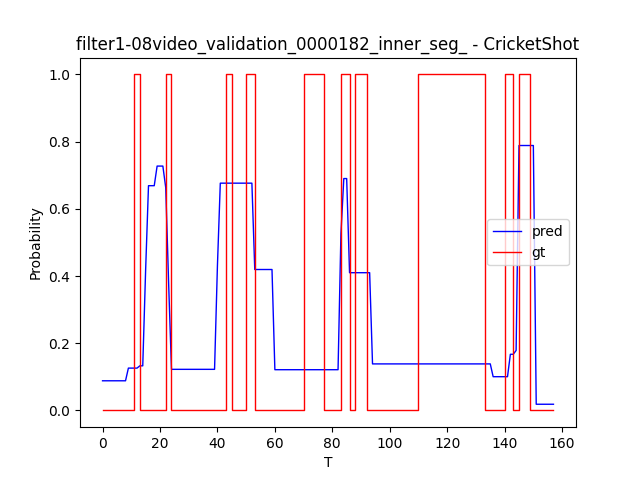 filter1-08video_validation_0000182_inner_seg_ - CricketShot
1.0
0.8
0.6
0.4
0.2
0.0
Probability
pred
gt
0 20 40 60 80 100 120 140 160
T